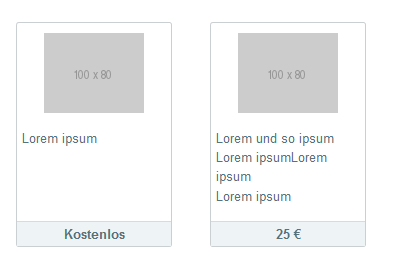 100 x 80
Lorem ipsum
Kostenlos
100 x 80
Lorem und so ipsum
Lorem ipsumLorem
ipsum
Lorem ipsum
25 €